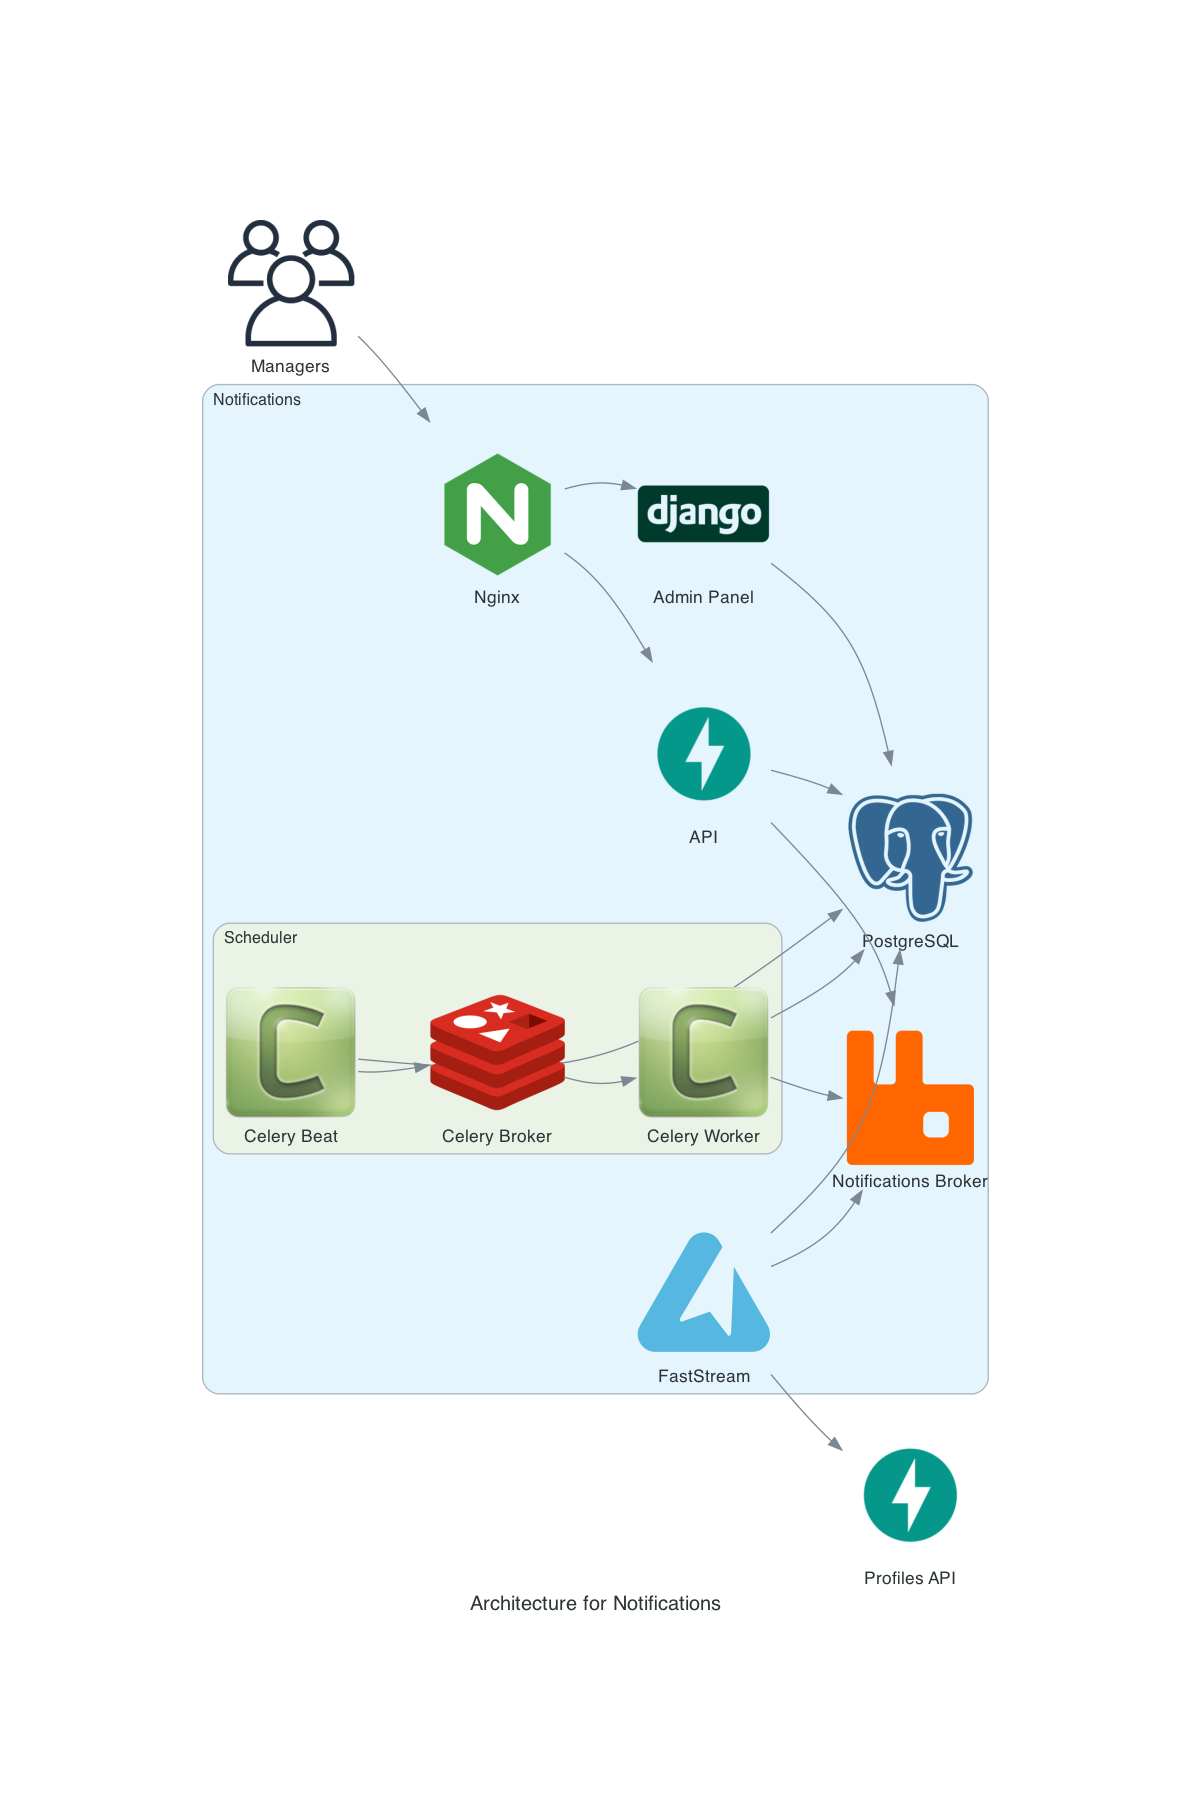 Managers
Notifications
django
Nginx
Admin Panel
API
PostgreSQL
Scheduler
Celery Beat
Celery Broker
Celery Worker
Notifications Broker
FastStream
Profiles API
Architecture for Notifications